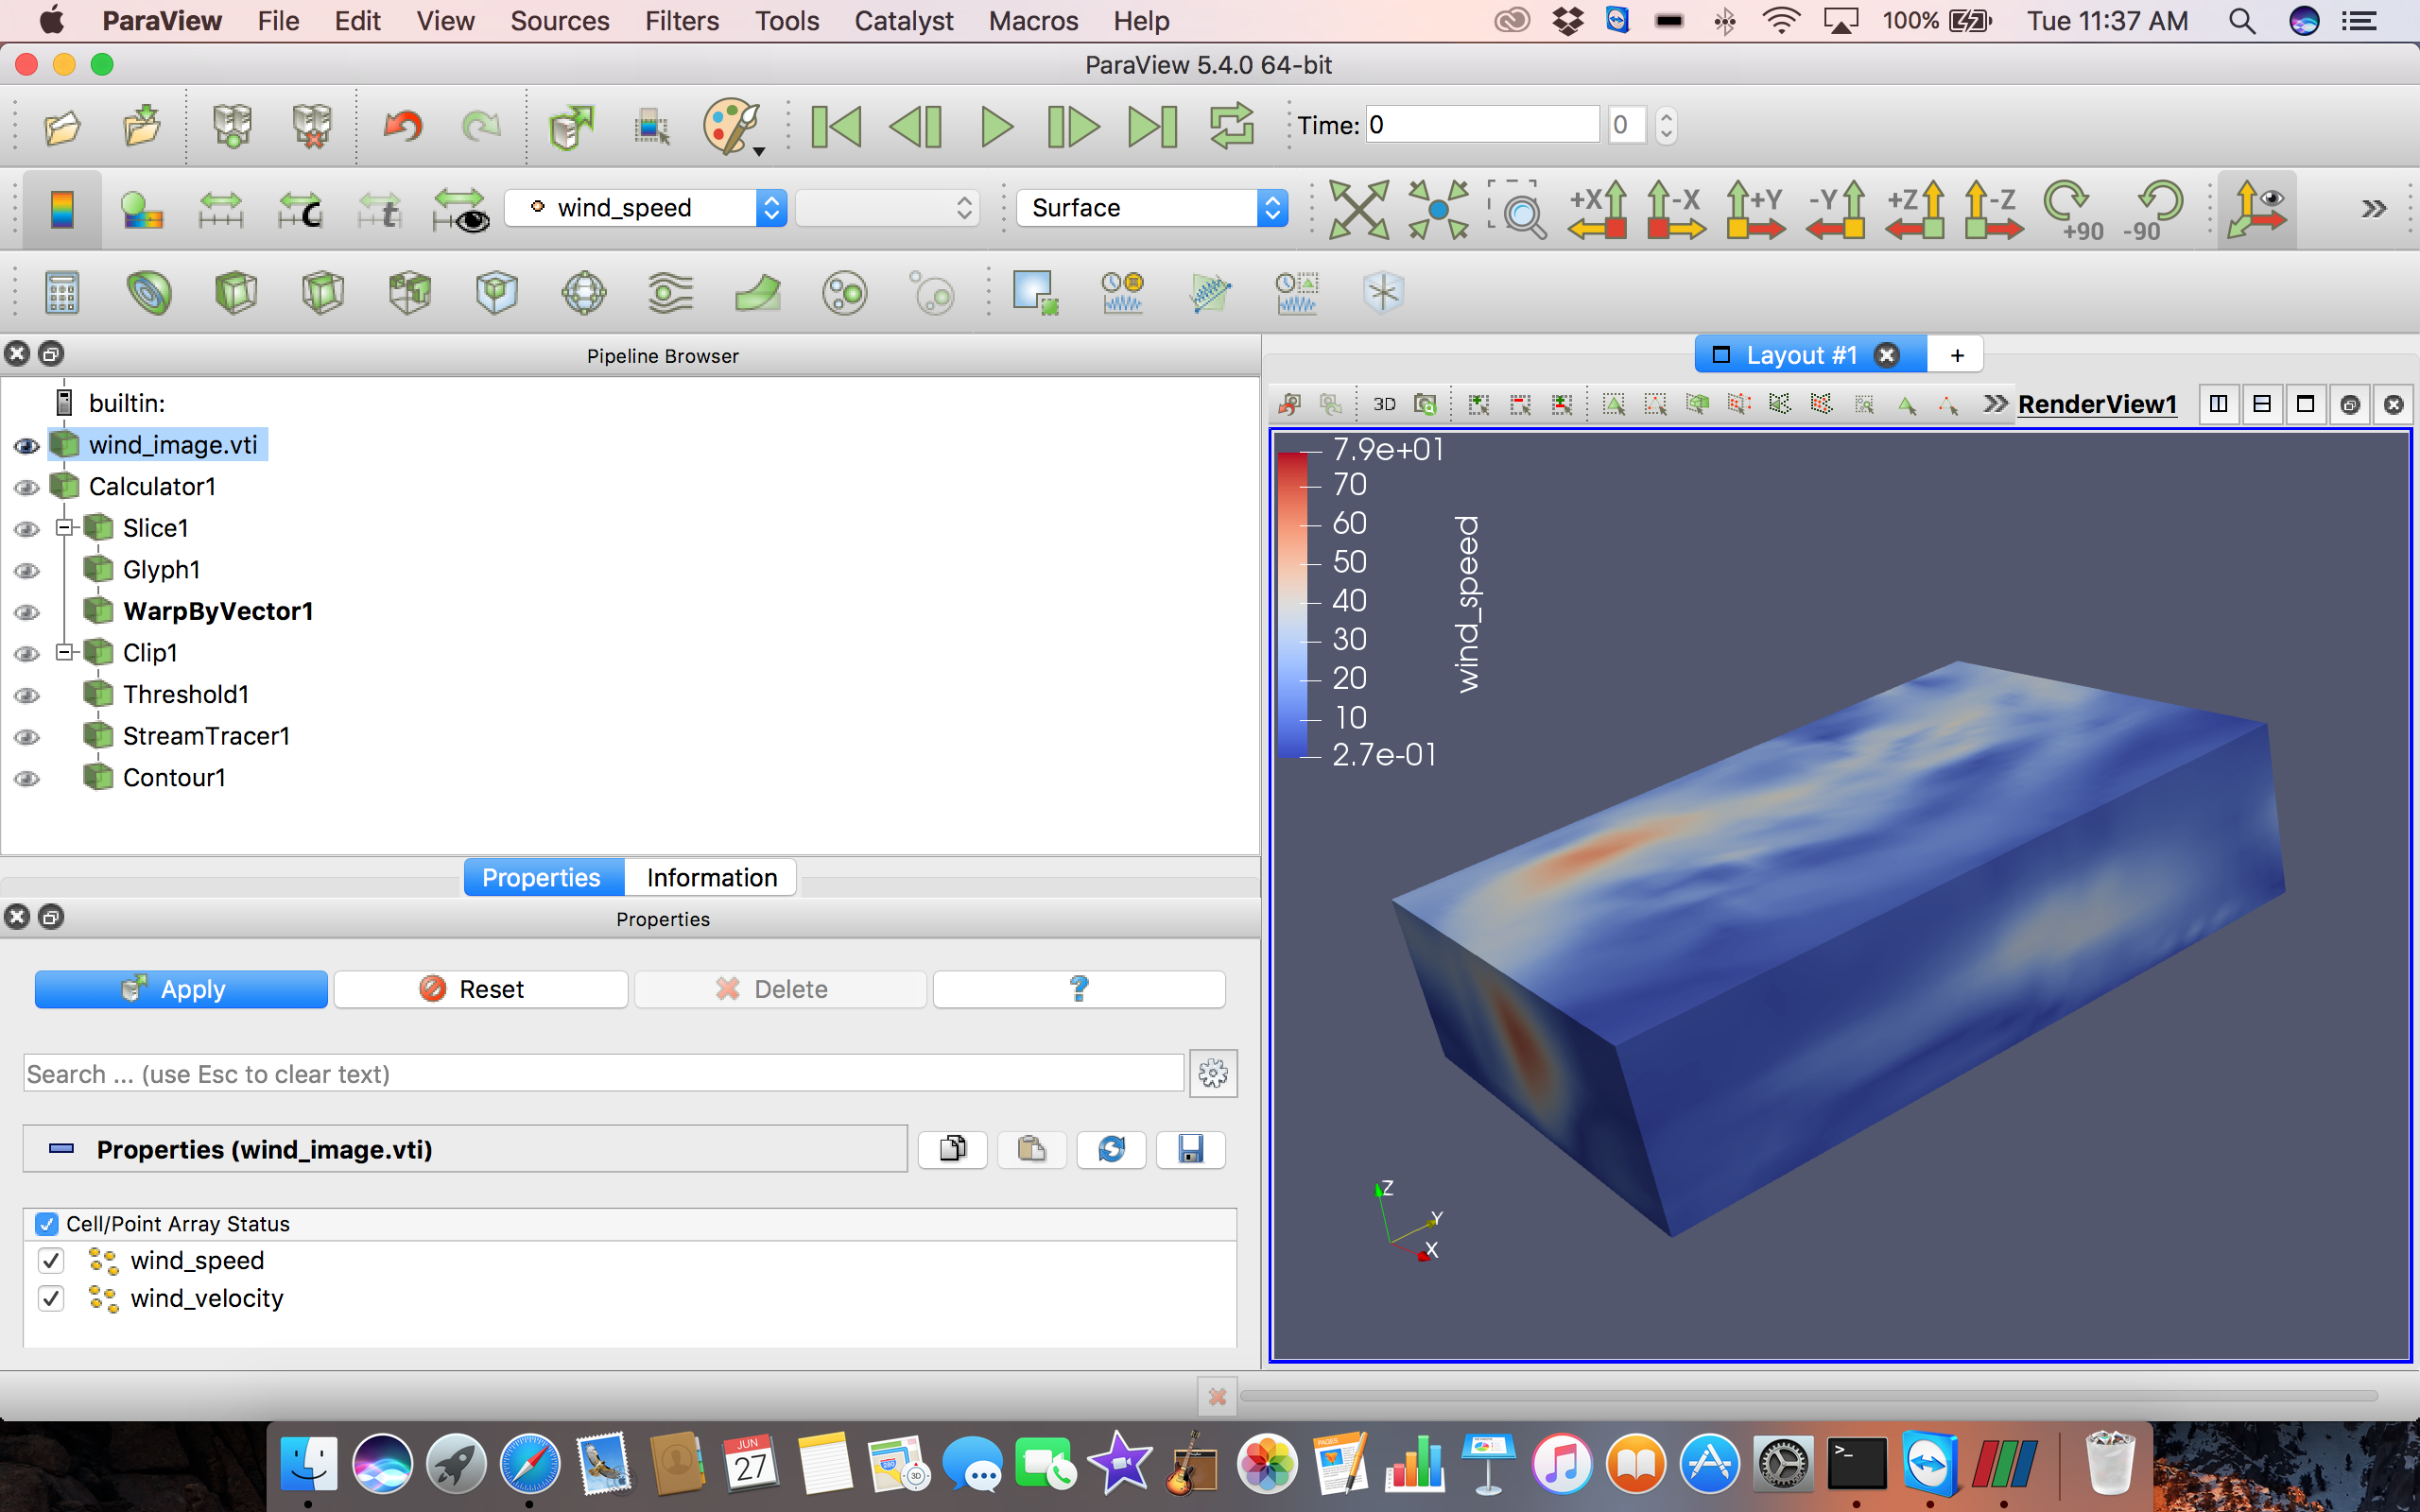 ParaView File Edit View Sources Filters Tools Catalyst Macros Help 100% Tue 11:37 AM
ParaView 5.4.0 64-bit
Time: 0 0
C t wind_speed Surface +X -X +Y -Y +Z -Z +90 -90
Pipeline Browser
Layout #1 +
3D RenderView1
builtin:
wind_image.vti
Calculator1
Slice1
Glyph1
WarpByVector1
Clip1
Threshold1
StreamTracer1
Contour1
7.9e+01
70
60
50
40
30
20
10
2.7e-01
wind_speed
Properties Information
Properties
Apply Reset Delete ?
Search ... (use Esc to clear text)
Properties (wind_image.vti)
Cell/Point Array Status
wind_speed
wind_velocity
Z
Y
X
JUN
27
280
3D
PAGES
>_